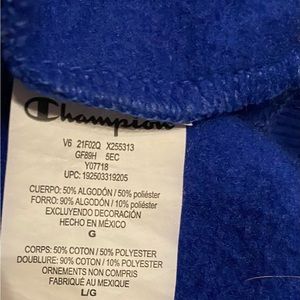 Champion
V6 21F02Q X255313
GF89H 5EC
Y07718
UPC: 192503319205
CUERPO: 50% ALGODÓN / 50% poliéster
FORRO: 90% ALGODÓN / 10% poliéster
EXCLUYENDO DECORACIÓN
HECHO EN MÉXICO
G
CORPS: 50% COTON / 50% POLYESTER
DOUBLURE: 90% COTON / 10% POLYESTER
ORNEMENTS NON COMPRIS
FABRIQUÉ AU MEXIQUE
L/G